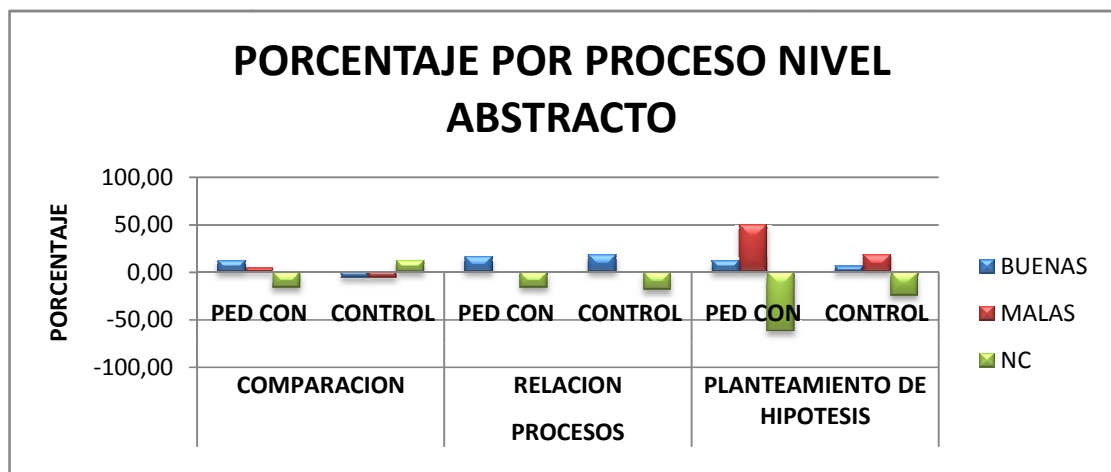 PORCENTAJE POR PROCESO NIVEL
ABSTRACTO
PORCENTAJE
100,00
50,00
0,00
-50,00
-100,00
PED CON CONTROL PED CON CONTROL PED CON CONTROL
COMPARACION RELACION PLANTEAMIENTO DE
HIPOTESIS
PROCESOS
BUENAS
MALAS
NC